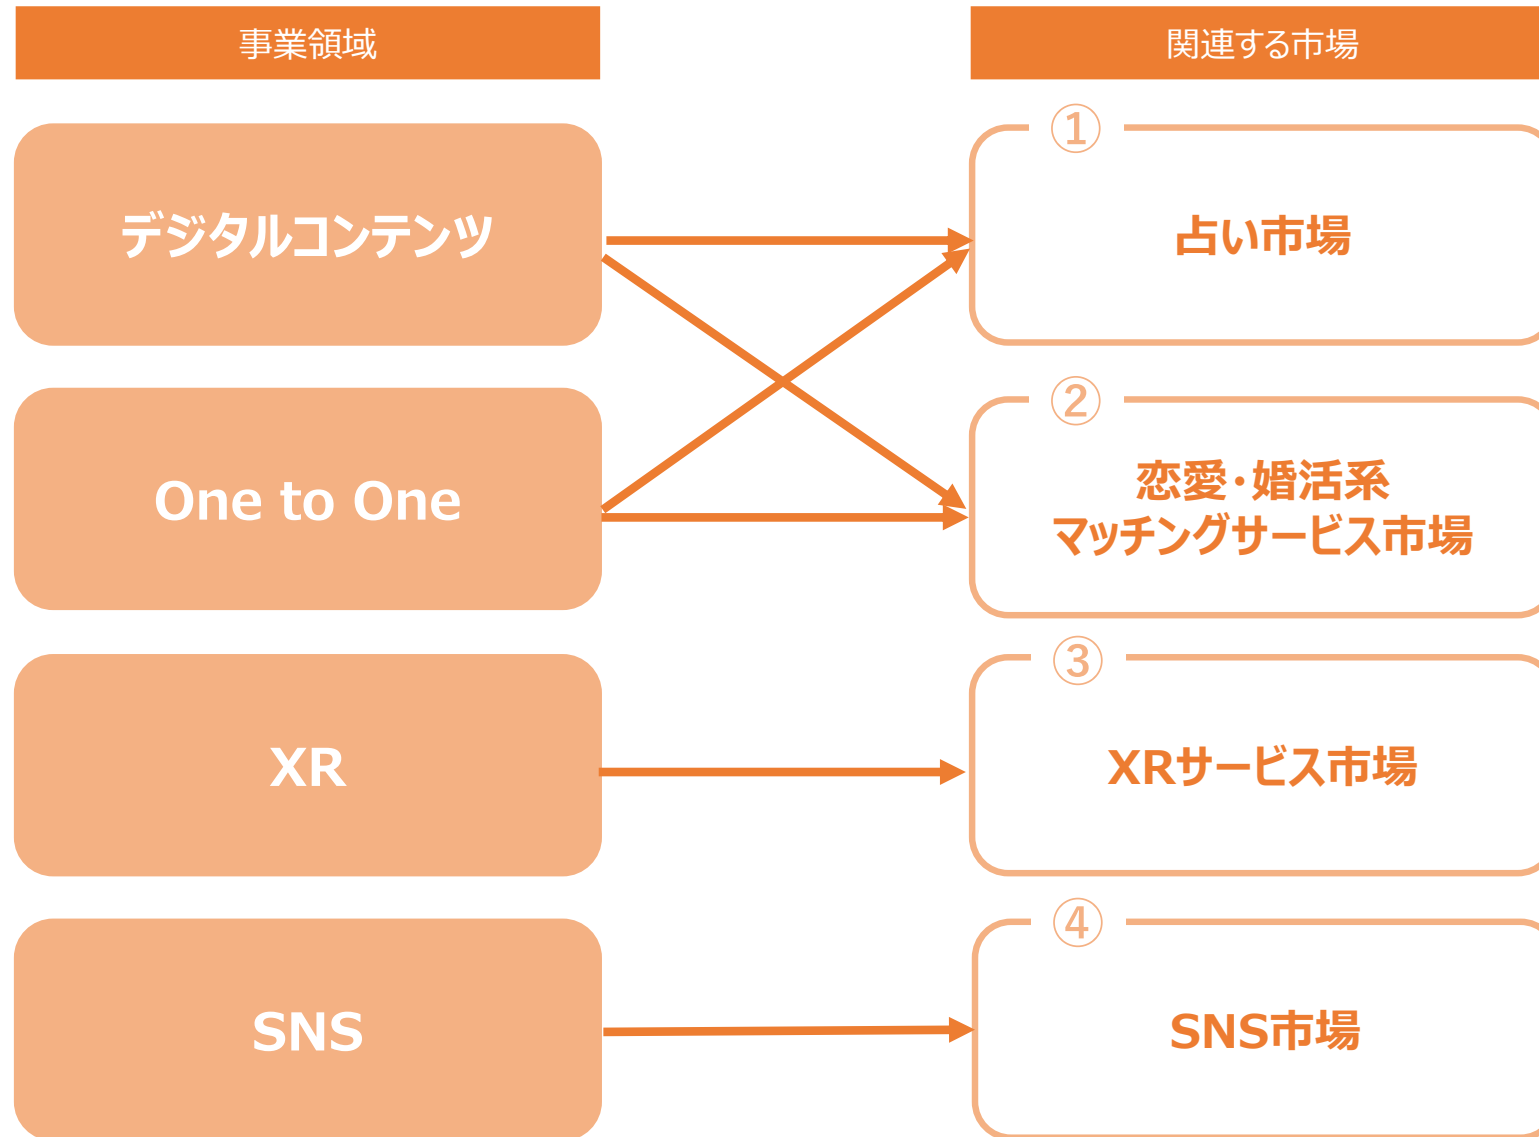 事業領域
関連する市場
デジタルコンテンツ
①
占い市場
One to One
②
恋愛・婚活系
マッチングサービス市場
XR
③
XRサービス市場
SNS
④
SNS市場